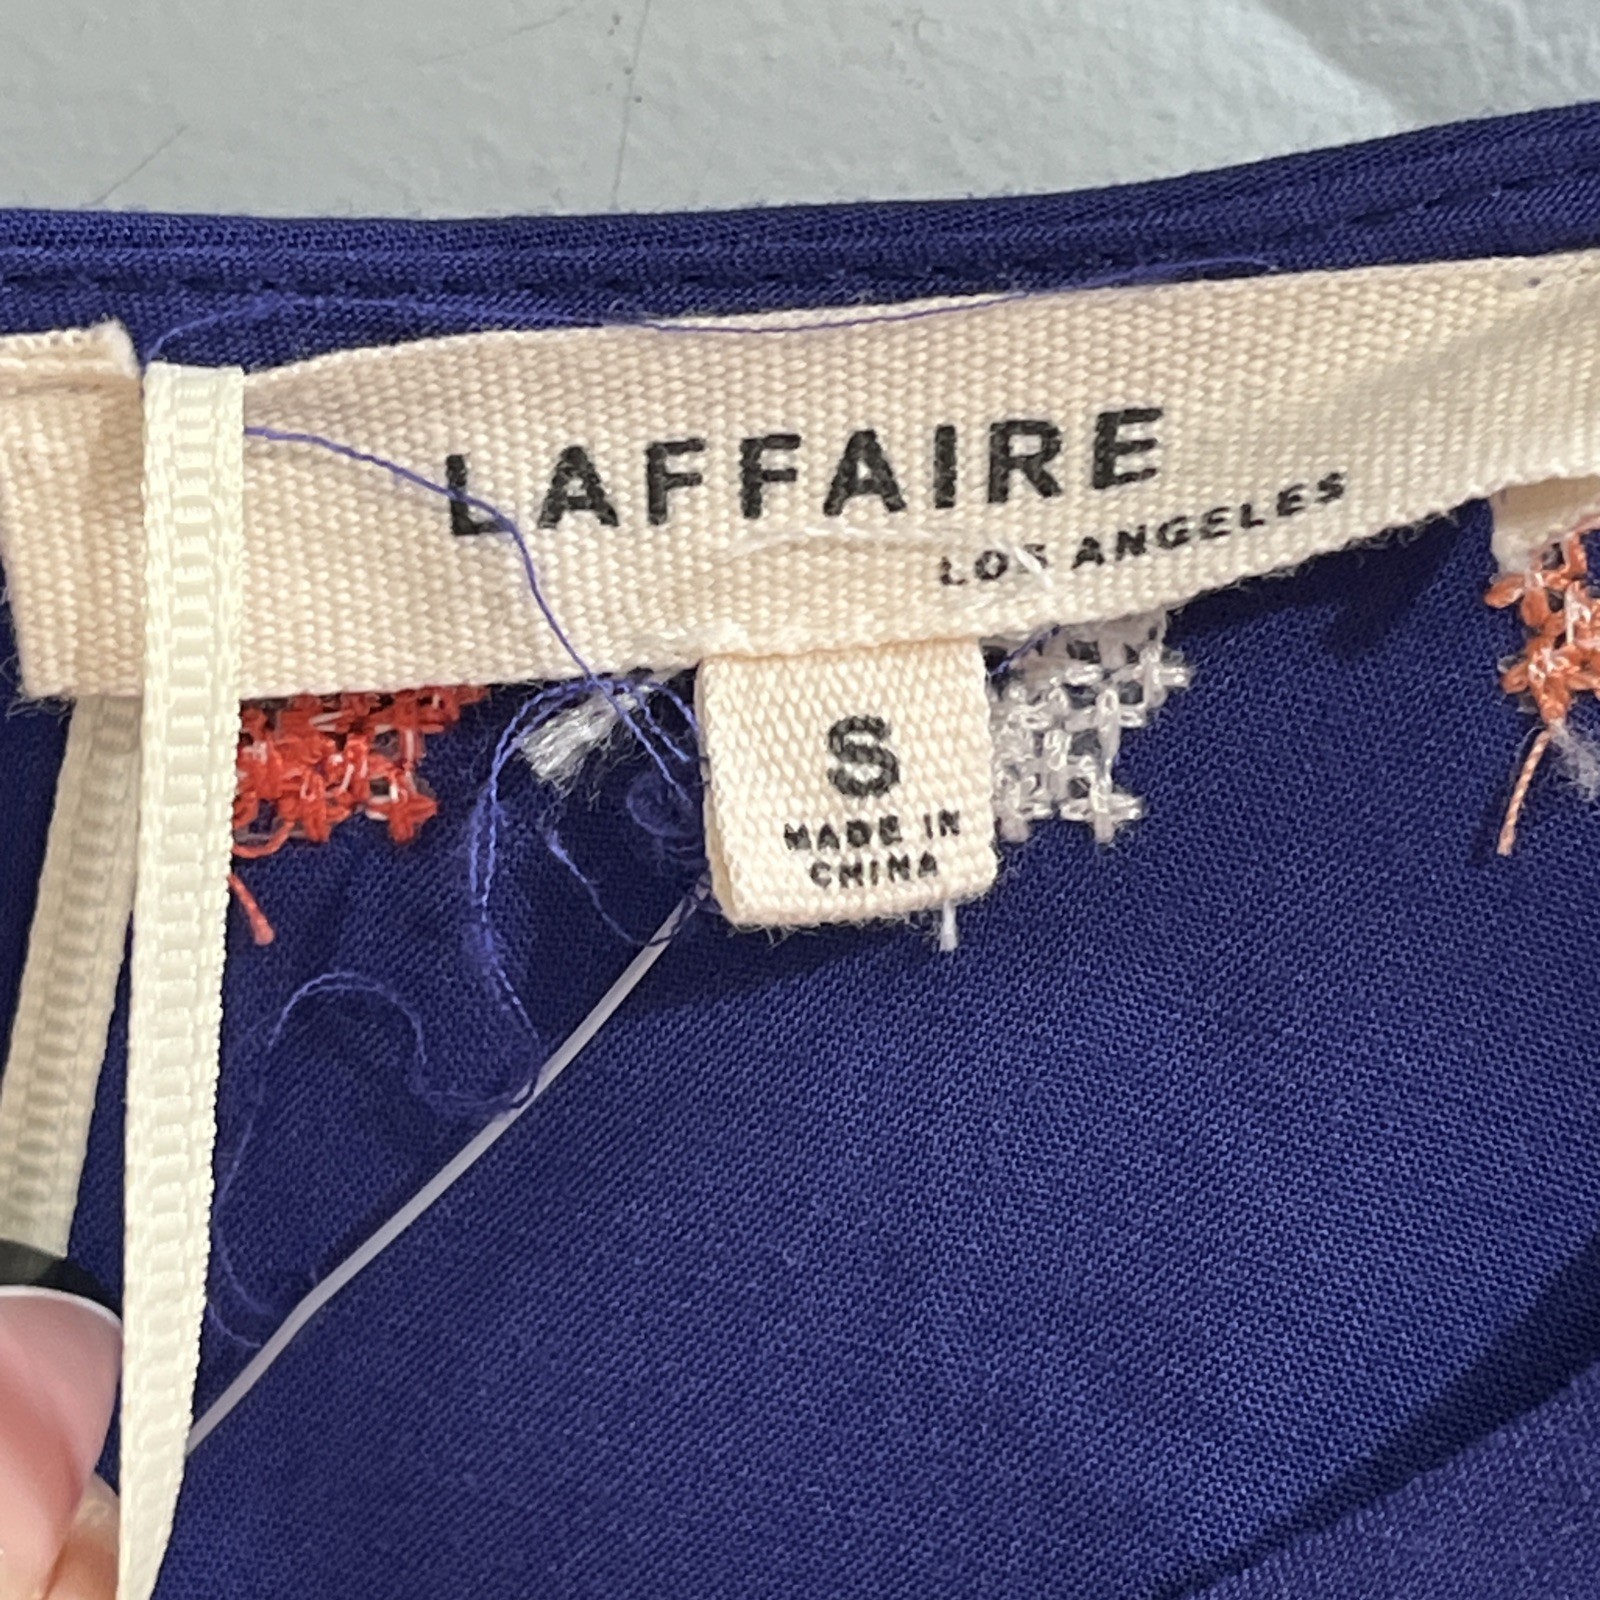 LAFFAIRE
LOS ANGELES
S
MADE IN
CHINA